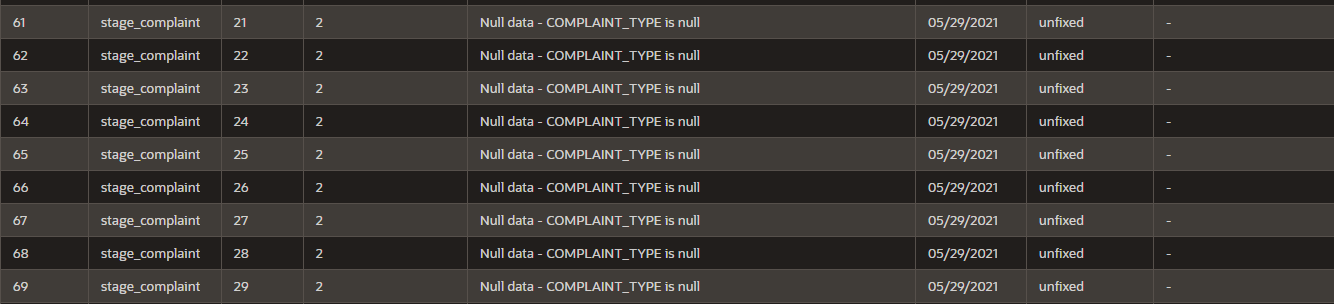 61 stage_complaint 21 2 Null data - COMPLAINT_TYPE is null 05/29/2021 unfixed -
62 stage_complaint 22 2 Null data - COMPLAINT_TYPE is null 05/29/2021 unfixed -
63 stage_complaint 23 2 Null data - COMPLAINT_TYPE is null 05/29/2021 unfixed -
64 stage_complaint 24 2 Null data - COMPLAINT_TYPE is null 05/29/2021 unfixed -
65 stage_complaint 25 2 Null data - COMPLAINT_TYPE is null 05/29/2021 unfixed -
66 stage_complaint 26 2 Null data - COMPLAINT_TYPE is null 05/29/2021 unfixed -
67 stage_complaint 27 2 Null data - COMPLAINT_TYPE is null 05/29/2021 unfixed -
68 stage_complaint 28 2 Null data - COMPLAINT_TYPE is null 05/29/2021 unfixed -
69 stage_complaint 29 2 Null data - COMPLAINT_TYPE is null 05/29/2021 unfixed -